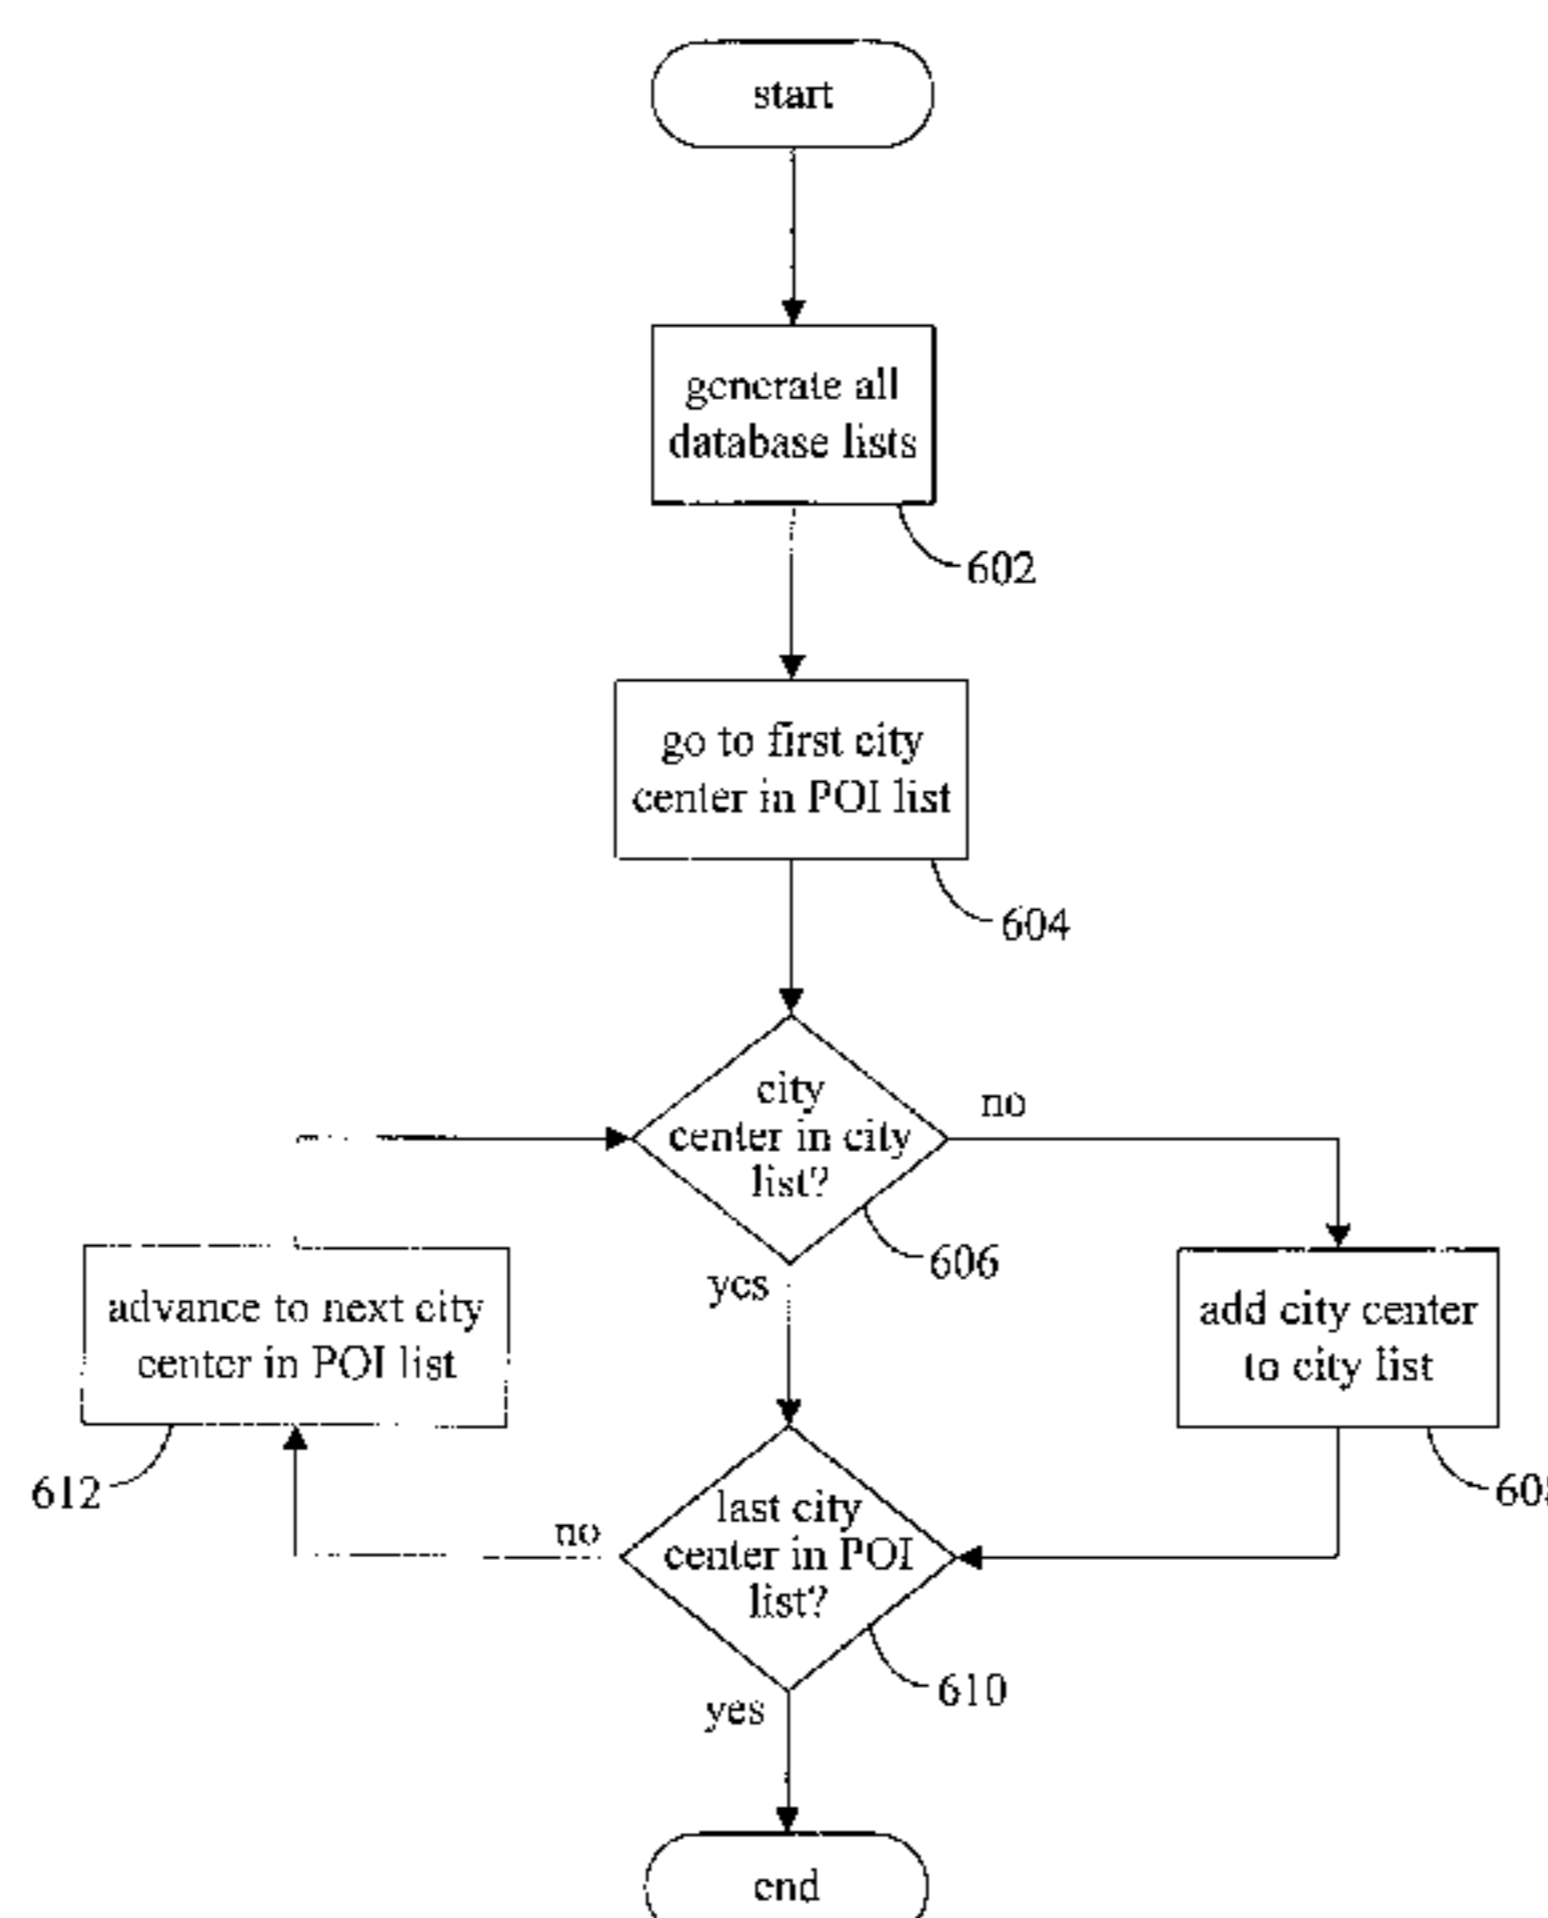 start
generate all
database lists
602
go to first city
center in POI list
604
city
center in city
list?
no
yes
606
advance to next city
center in POI list
612
add city center
to city list
last city
center in POI
list?
no
yes
610
end